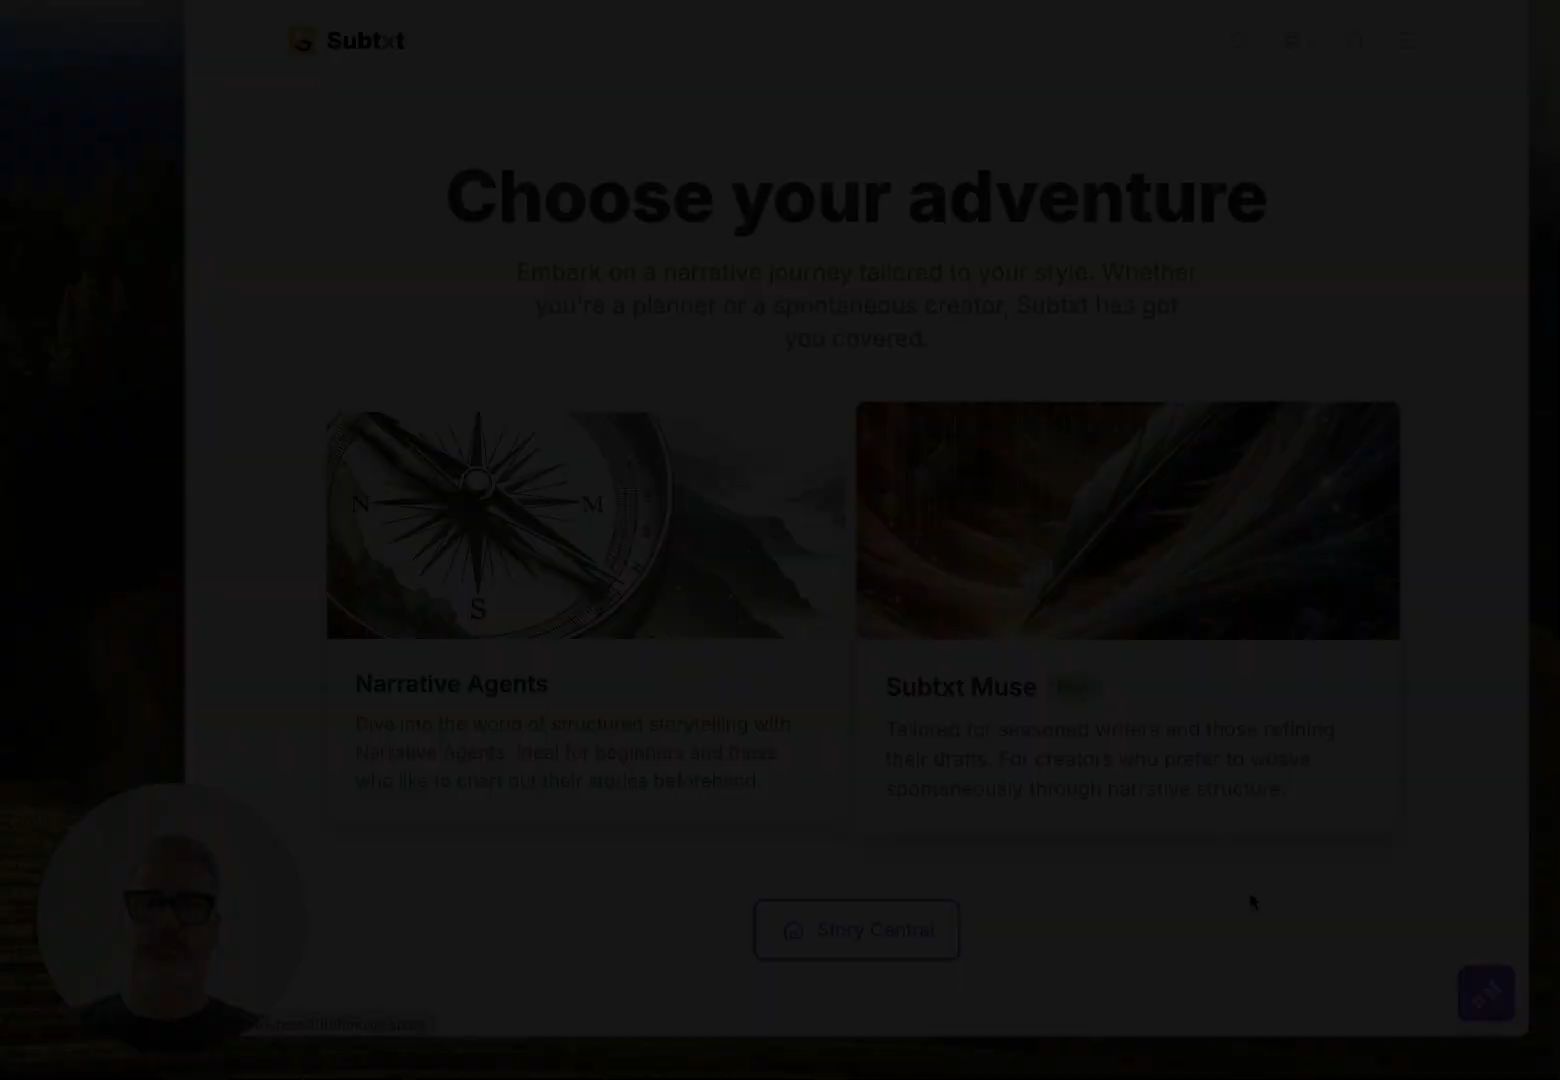 Subtxt
Choose your adventure
Embark on a narrative journey tailored to your style. Whether
you're a planner or a spontaneous creator, Subtxt has got
you covered.
N
M
S
Narrative Agents
Subtxt Muse
Dive into the world of structured storytelling with
Narrative Agents. Ideal for beginners and those
who like to chart out their stories beforehand.
Tailored for seasoned writers and those refining
their drafts. For creators who prefer to weave
spontaneously through narrative structure.
Story Central